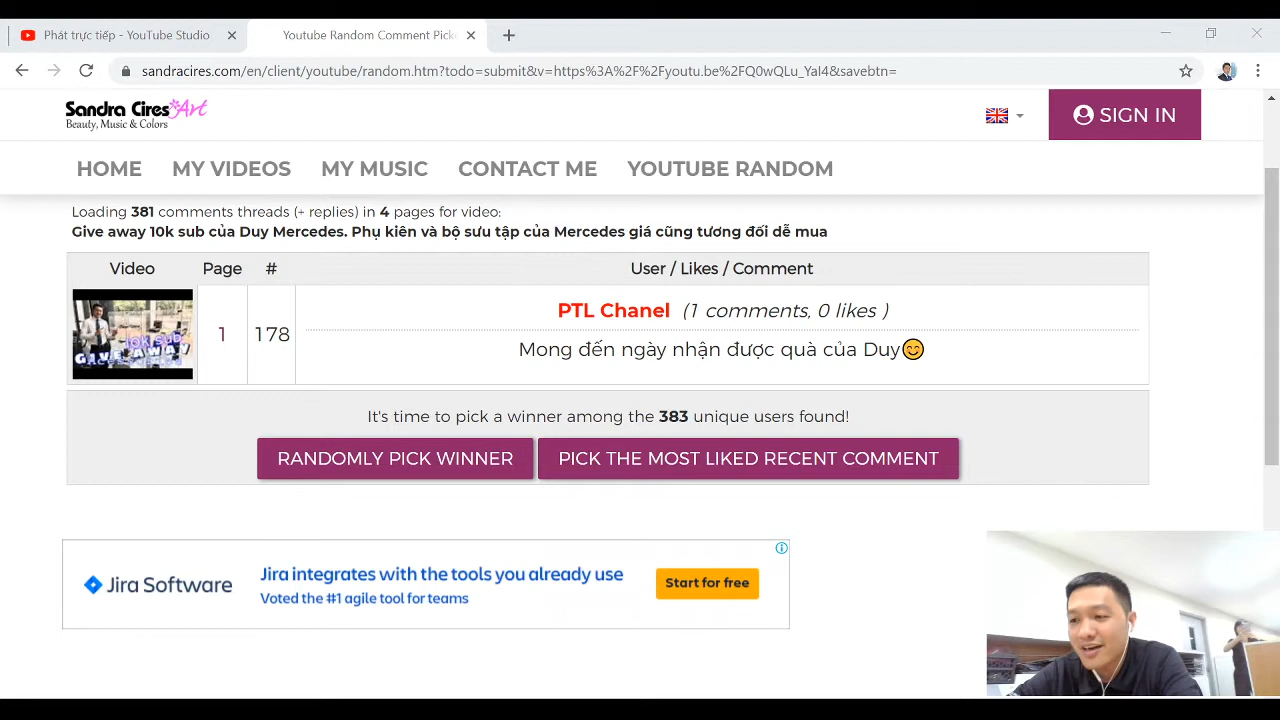 Phát trực tiếp - YouTube Studio
Youtube Random Comment Pick
sandracires.com/en/client/youtube/random.htm?todo=submit&v=https%3A%2F%2Fyoutu.be%2FQ0wQLu_YaI4&savebtn=
Sandra Cires Art
Beauty, Music & Colors
SIGN IN
HOME MY VIDEOS MY MUSIC CONTACT ME YOUTUBE RANDOM
Loading 381 comments threads (+ replies) in 4 pages for video:
Give away 10k sub của Duy Mercedes. Phụ kiên và bộ sưu tập của Mercedes giá cũng tương đối dễ mua
Video Page # User / Likes / Comment
10k sub
GIVE AWAY
1 178
PTL Chanel (1 comments, 0 likes )
Mong đến ngày nhận được quà của Duy😊
It's time to pick a winner among the 383 unique users found!
RANDOMLY PICK WINNER PICK THE MOST LIKED RECENT COMMENT
Jira Software
Jira integrates with the tools you already use
Voted the #1 agile tool for teams
Start for free